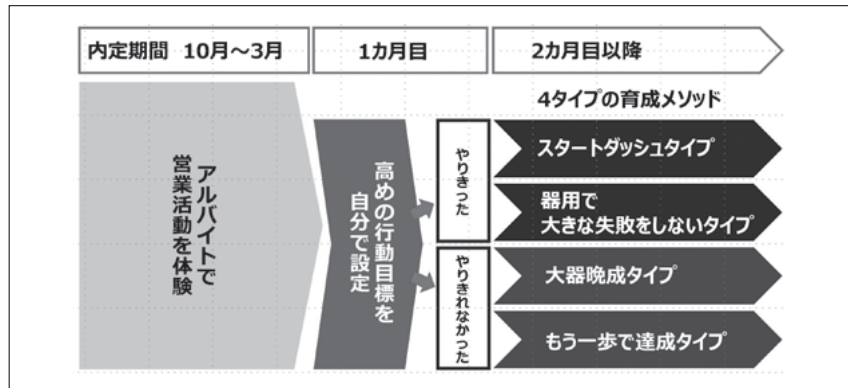 内定期間 10月～3月
1カ月目
2カ月目以降
4タイプの育成メソッド
アルバイトで
営業活動を体験
高めの行動目標を
自分で設定
やりきった
やりきれなかった
スタートダッシュタイプ
器用で
大きな失敗をしないタイプ
大器晩成タイプ
もう一歩で達成タイプ